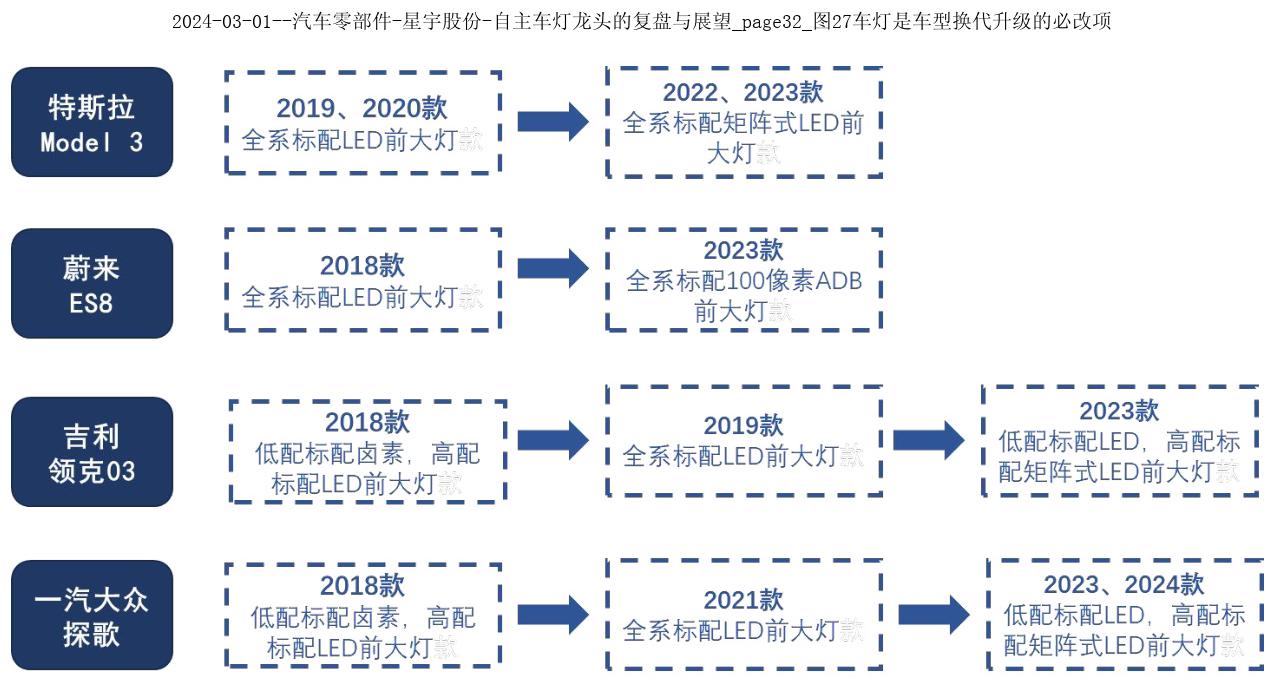 2024-03-01--汽车零部件-星宇股份-自主车灯龙头的复盘与展望_page32_图27车灯是车型换代升级的必改项
特斯拉
Model 3
2019、2020款
全系标配LED前大灯款
2022、2023款
全系标配矩阵式LED前
大灯款
蔚来
ES8
2018款
全系标配LED前大灯款
2023款
全系标配100像素ADB
前大灯款
吉利
领克03
2018款
低配标配卤素，高配
标配LED前大灯款
2019款
全系标配LED前大灯款
2023款
低配标配LED，高配标
配矩阵式LED前大灯款
一汽大众
探歌
2018款
低配标配卤素，高配
标配LED前大灯款
2021款
全系标配LED前大灯款
2023、2024款
低配标配LED，高配标
配矩阵式LED前大灯款